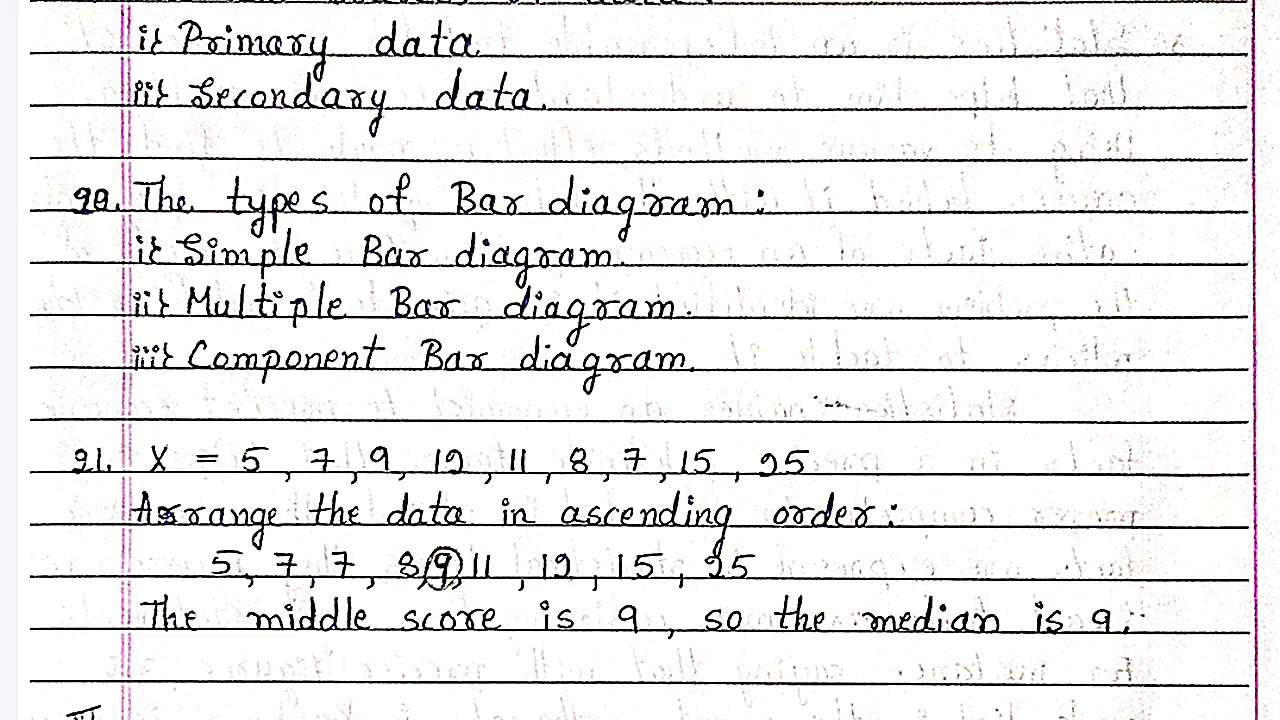 i) Primary data
ii) Secondary data.
20. The types of Bar diagram :
i) Simple Bar diagram.
ii) Multiple Bar diagram.
iii) Component Bar diagram.
21. X = 5, 7, 9, 12, 11, 8, 7, 15, 25
Arrange the data in ascending order :
5, 7, 7, 8, 9, 11, 12, 15, 25
The middle score is 9, so the median is 9.